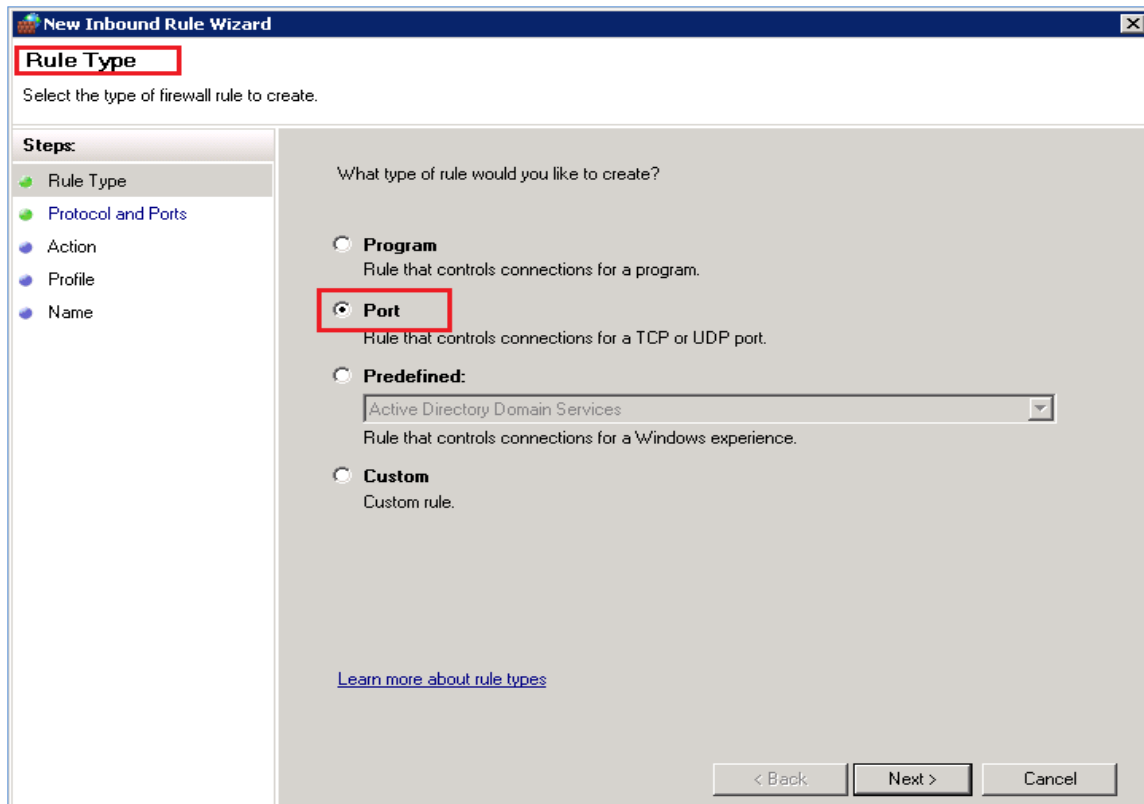 New Inbound Rule Wizard
Rule Type
Select the type of firewall rule to create.
Steps:
Rule Type
Protocol and Ports
Action
Profile
Name
What type of rule would you like to create?
Program
Rule that controls connections for a program.
Port
Rule that controls connections for a TCP or UDP port.
Predefined:
Active Directory Domain Services
Rule that controls connections for a Windows experience.
Custom
Custom rule.
Learn more about rule types
< Back
Next >
Cancel